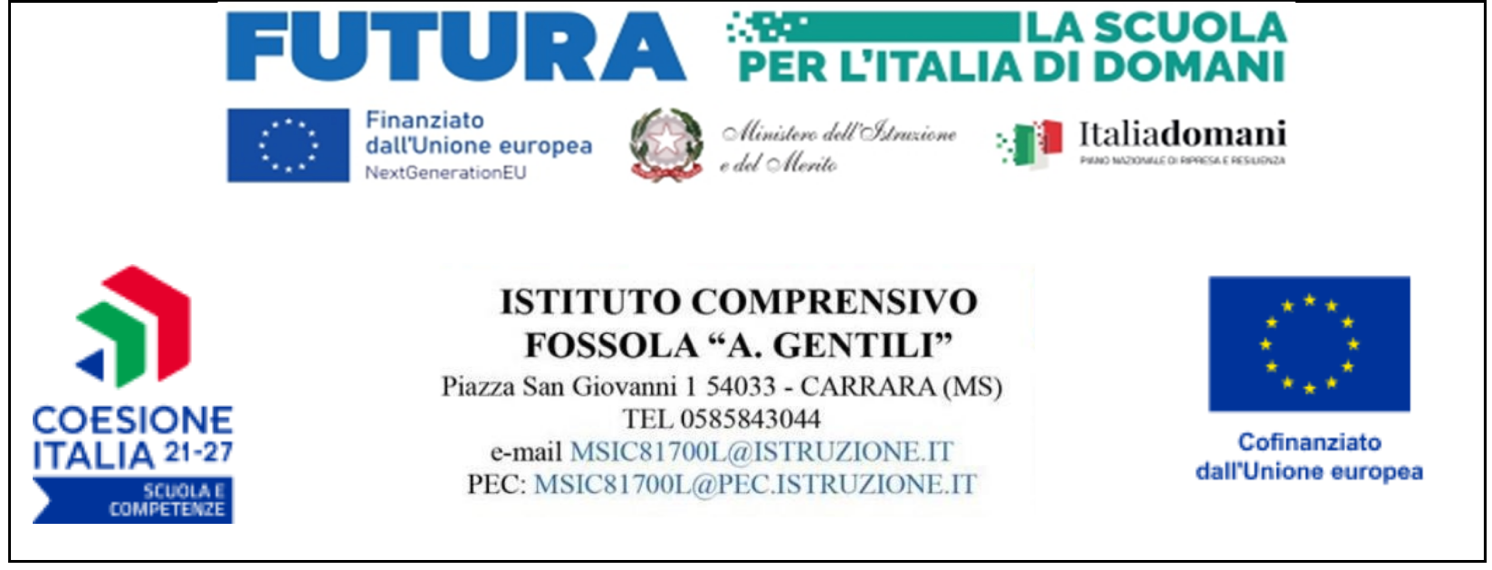 FUTURA
LA SCUOLA
PER L'ITALIA DI DOMANI
Finanziato
dall'Unione europea
NextGenerationEU
Ministero dell'Istruzione
e del Merito
Italiadomani
PIANO NAZIONALE DI RIPRESA E RESILIENZA
COESIONE
ITALIA 21-27
SCUOLA E
COMPETENZE
ISTITUTO COMPRENSIVO
FOSSOLA “A. GENTILI”
Piazza San Giovanni 1 54033 - CARRARA (MS)
TEL 0585843044
e-mail MSIC81700L@ISTRUZIONE.IT
PEC: MSIC81700L@PEC.ISTRUZIONE.IT
Cofinanziato
dall'Unione europea